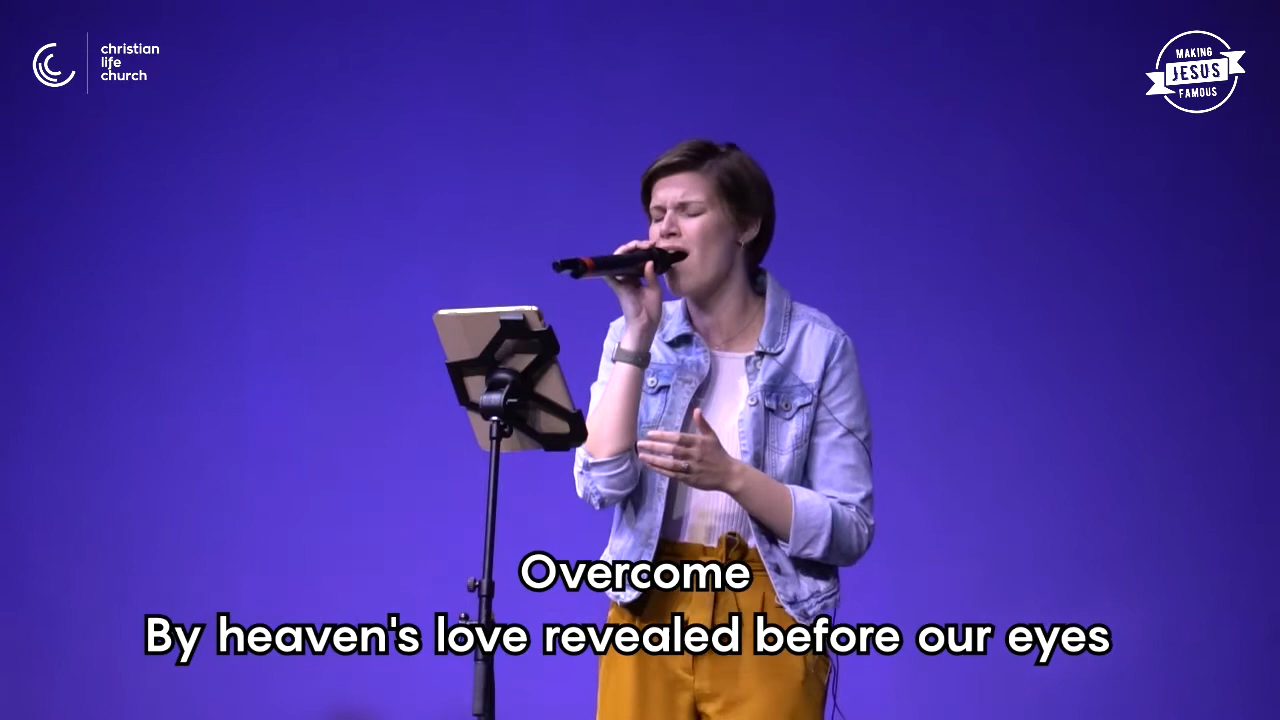 christian
life
church
MAKING
JESUS
FAMOUS
Overcome
By heaven's love revealed before our eyes